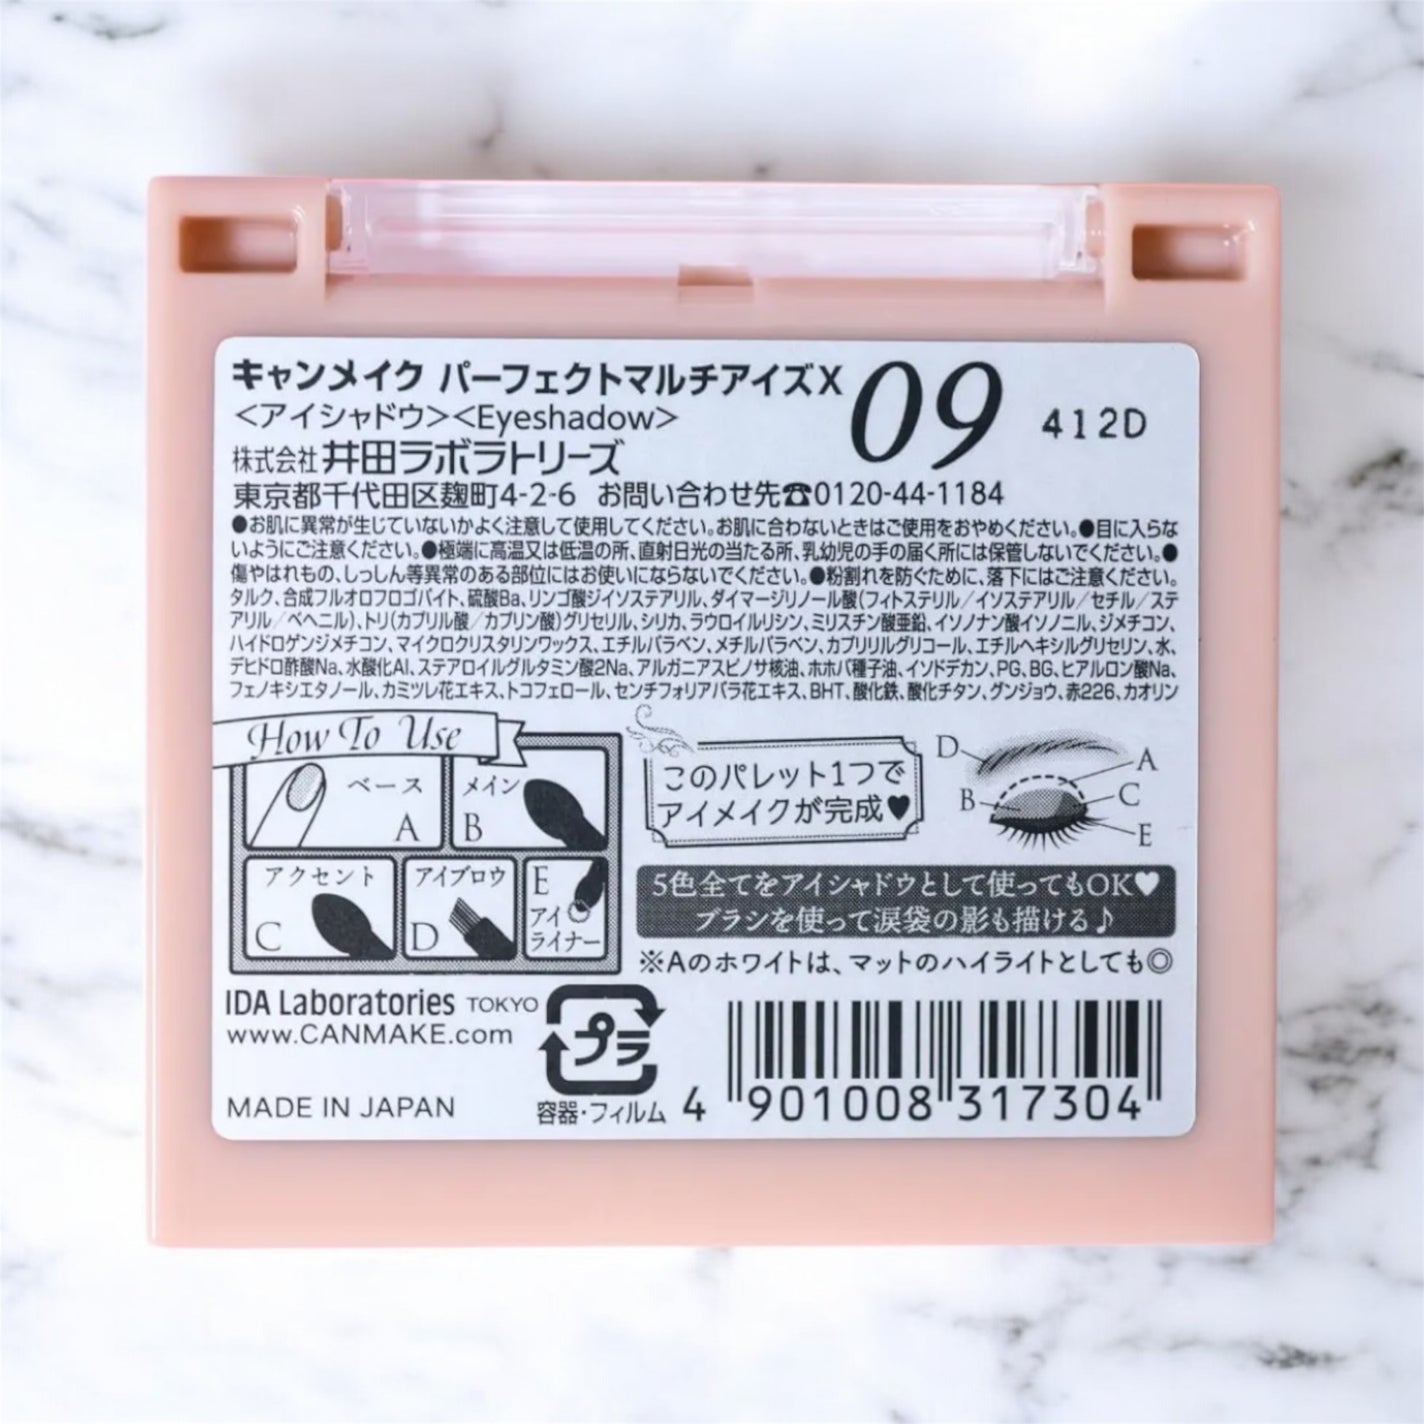 キャンメイク パーフェクトマルチアイズX 09 412D
<アイシャドウ><Eyeshadow>
株式会社 井田ラボラトリーズ
東京都千代田区麹町4-2-6 お問い合わせ先☎0120-44-1184
●お肌に異常が生じていないかよく注意して使用してください。お肌に合わないときはご使用をおやめください。●目に入らな
いようにご注意ください。●極端に高温又は低温の所、直射日光の当たる所、乳幼児の手の届く所には保管しないでください。●
傷やはれもの、しっしん等異常のある部位にはお使いにならないでください。●粉割れを防ぐために、落下にはご注意ください。
タルク、合成フルオロフロゴパイト、硫酸Ba、リンゴ酸ジイソステアリル、ダイマージリノール酸(フィトステリル/イソステアリル/セチル/ステ
アリル/ベヘニル)、トリ(カプリル酸/カプリン酸)グリセリル、シリカ、ラウロイルリシン、ミリスチン酸亜鉛、イソノナン酸イソノニル、ジメチコン、
ハイドロゲンジメチコン、マイクロクリスタリンワックス、エチルパラベン、メチルパラベン、カプリリルグリコール、エチルヘキシルグリセリン、水、
デヒドロ酢酸Na、水酸化Al、ステアロイルグルタミン酸2Na、アルガニアスピノサ核油、ホホバ種子油、イソドデカン、PG、BG、ヒアルロン酸Na、
フェノキシエタノール、カミツレ花エキス、トコフェロール、センチフォリアバラ花エキス、BHT、酸化鉄、酸化チタン、グンジョウ、赤226、カオリン
How To Use
ベース
A
メイン
B
アクセント
C
アイブロウ
D
E
アイ
ライナー
このパレット1つで
アイメイクが完成♥
D
A
B
C
E
5色全てをアイシャドウとして使ってもOK♥
ブラシを使って涙袋の影も描ける♪
※Aのホワイトは、マットのハイライトとしても◎
IDA Laboratories TOKYO
www.CANMAKE.com
MADE IN JAPAN
プラ
容器・フィルム
4 901008 317304